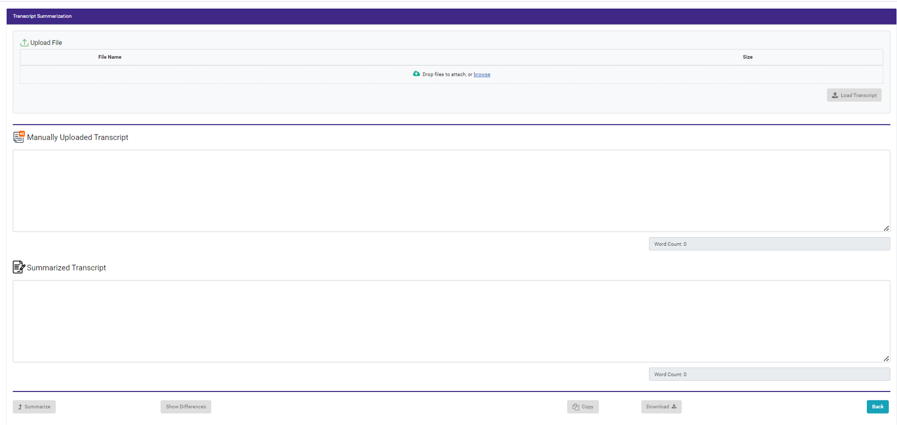 Transcript Summarization
Upload File
File Name Size
Drop files to attach, or browse
Load Transcript
Manually Uploaded Transcript
Word Count: 0
Summarized Transcript
Word Count: 0
Summarize Show Differences Copy Download Back